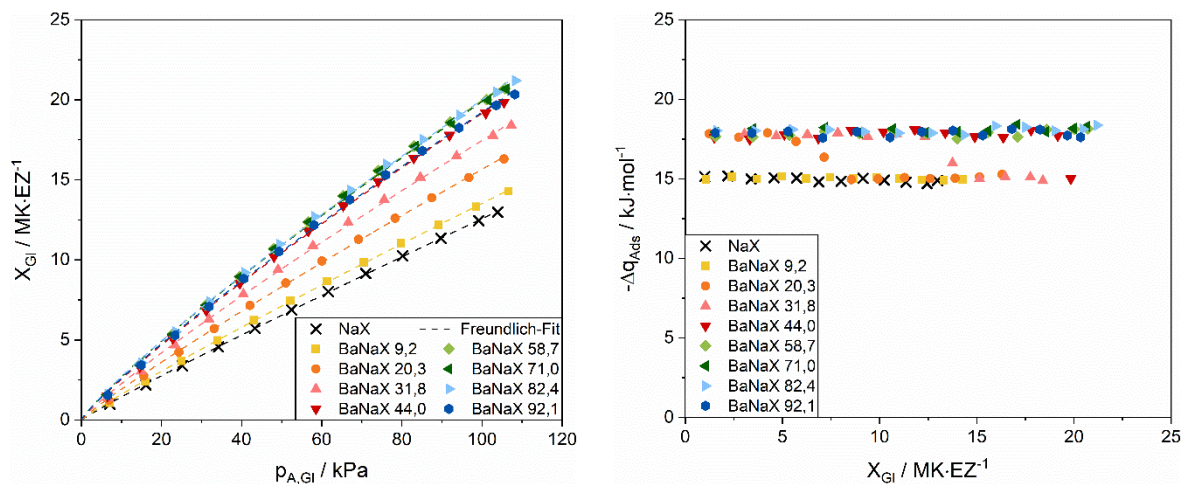 25
20
15
10
5
0
X_GI / MK·EZ⁻¹
0 20 40 60 80 100 120
p_A,GI / kPa
NaX
BaNaX 9,2
BaNaX 20,3
BaNaX 31,8
BaNaX 44,0
Freundlich-Fit
BaNaX 58,7
BaNaX 71,0
BaNaX 82,4
BaNaX 92,1
25
20
15
10
5
0
-Δq_Ads / kJ·mol⁻¹
0 5 10 15 20 25
X_GI / MK·EZ⁻¹
NaX
BaNaX 9,2
BaNaX 20,3
BaNaX 31,8
BaNaX 44,0
BaNaX 58,7
BaNaX 71,0
BaNaX 82,4
BaNaX 92,1